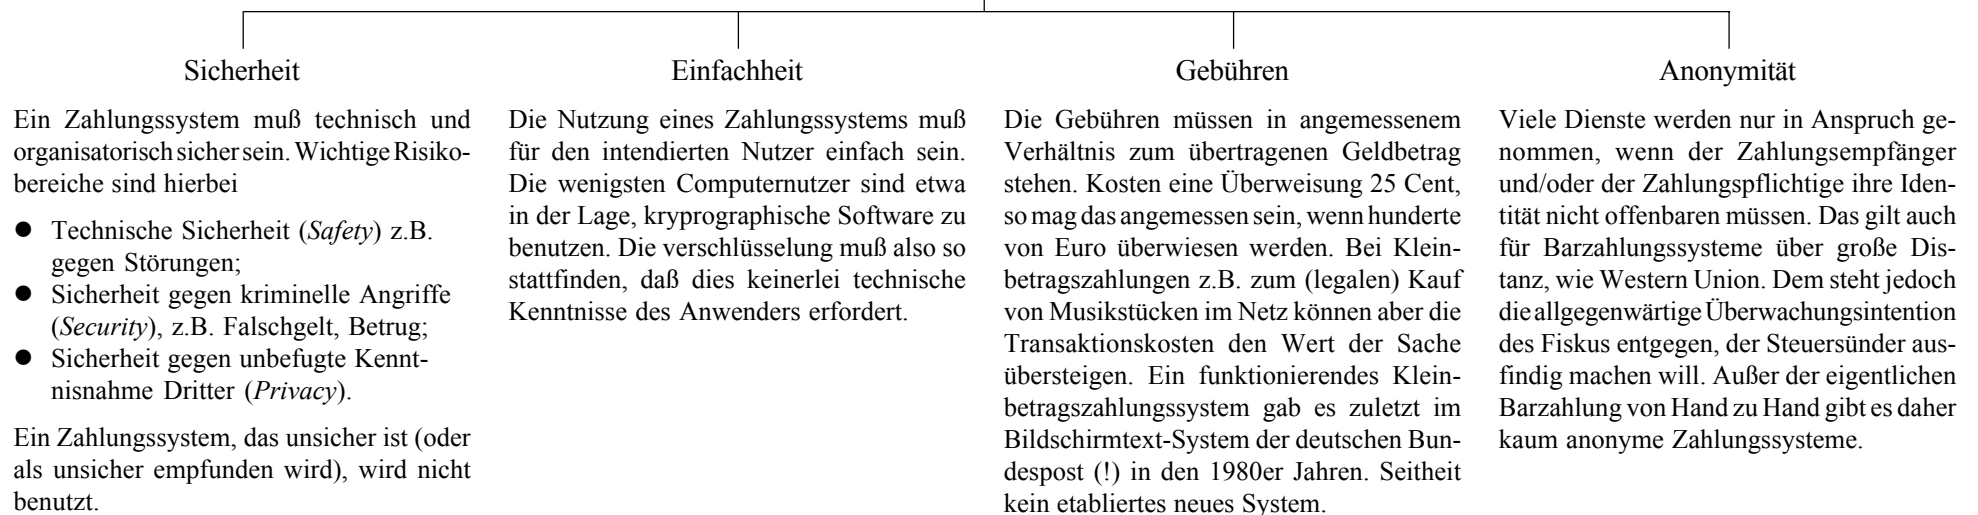 Sicherheit
Ein Zahlungssystem muß technisch und
organisatorisch sicher sein. Wichtige Risiko-
bereiche sind hierbei
● Technische Sicherheit (Safety) z.B.
gegen Störungen;
● Sicherheit gegen kriminelle Angriffe
(Security), z.B. Falschgelt, Betrug;
● Sicherheit gegen unbefugte Kennt-
nisnahme Dritter (Privacy).
Ein Zahlungssystem, das unsicher ist (oder
als unsicher empfunden wird), wird nicht
benutzt.
Einfachheit
Die Nutzung eines Zahlungssystems muß
für den intendierten Nutzer einfach sein.
Die wenigsten Computernutzer sind etwa
in der Lage, kryprographische Software zu
benutzen. Die verschlüsselung muß also so
stattfinden, daß dies keinerlei technische
Kenntnisse des Anwenders erfordert.
Gebühren
Die Gebühren müssen in angemessenem
Verhältnis zum übertragenen Geldbetrag
stehen. Kosten eine Überweisung 25 Cent,
so mag das angemessen sein, wenn hunderte
von Euro überwiesen werden. Bei Klein-
betragszahlungen z.B. zum (legalen) Kauf
von Musikstücken im Netz können aber die
Transaktionskosten den Wert der Sache
übersteigen. Ein funktionierendes Klein-
betragszahlungssystem gab es zuletzt im
Bildschirmtext-System der deutschen Bun-
despost (!) in den 1980er Jahren. Seitheit
kein etabliertes neues System.
Anonymität
Viele Dienste werden nur in Anspruch ge-
nommen, wenn der Zahlungsempfänger
und/oder der Zahlungspflichtige ihre Iden-
tität nicht offenbaren müssen. Das gilt auch
für Barzahlungssysteme über große Dis-
tanz, wie Western Union. Dem steht jedoch
die allgegenwärtige Überwachungsintention
des Fiskus entgegen, der Steuersünder aus-
findig machen will. Außer der eigentlichen
Barzahlung von Hand zu Hand gibt es daher
kaum anonyme Zahlungssysteme.